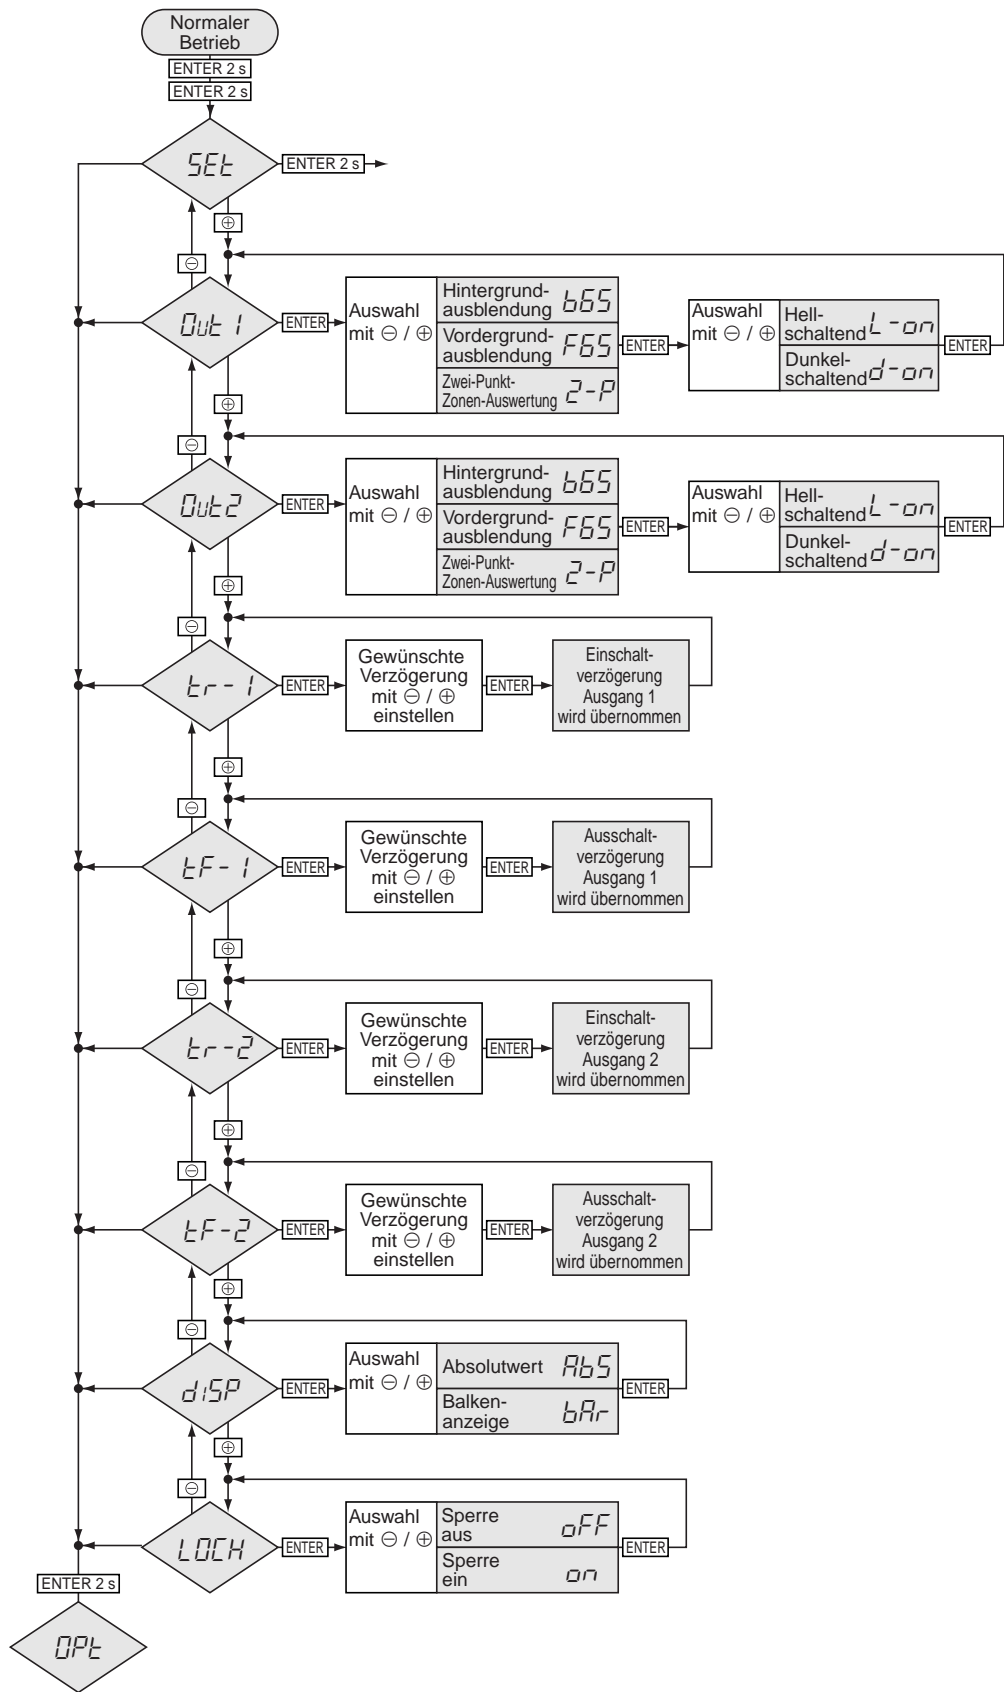 Normaler
Betrieb
ENTER 2 s
ENTER 2 s
SEt
ENTER 2 s
⊕
⊖
Out 1
ENTER
Auswahl
mit ⊖ / ⊕
Hintergrund-
ausblendung bGS
Vordergrund-
ausblendung FGS
Zwei-Punkt-
Zonen-Auswertung 2-P
ENTER
Auswahl
mit ⊖ / ⊕
Hell-
schaltend L-on
Dunkel-
schaltend d-on
ENTER
⊕
⊖
Out2
ENTER
Auswahl
mit ⊖ / ⊕
Hintergrund-
ausblendung bGS
Vordergrund-
ausblendung FGS
Zwei-Punkt-
Zonen-Auswertung 2-P
ENTER
Auswahl
mit ⊖ / ⊕
Hell-
schaltend L-on
Dunkel-
schaltend d-on
ENTER
⊕
⊖
tr-1
ENTER
Gewünschte
Verzögerung
mit ⊖ / ⊕
einstellen
ENTER
Einschalt-
verzögerung
Ausgang 1
wird übernommen
⊕
⊖
tF-1
ENTER
Gewünschte
Verzögerung
mit ⊖ / ⊕
einstellen
ENTER
Ausschalt-
verzögerung
Ausgang 1
wird übernommen
⊕
⊖
tr-2
ENTER
Gewünschte
Verzögerung
mit ⊖ / ⊕
einstellen
ENTER
Einschalt-
verzögerung
Ausgang 2
wird übernommen
⊕
⊖
tF-2
ENTER
Gewünschte
Verzögerung
mit ⊖ / ⊕
einstellen
ENTER
Ausschalt-
verzögerung
Ausgang 2
wird übernommen
⊕
⊖
diSP
ENTER
Auswahl
mit ⊖ / ⊕
Absolutwert AbS
Balken-
anzeige bAr
ENTER
⊕
⊖
LOCH
ENTER
Auswahl
mit ⊖ / ⊕
Sperre
aus oFF
Sperre
ein on
ENTER
ENTER 2 s
OPt